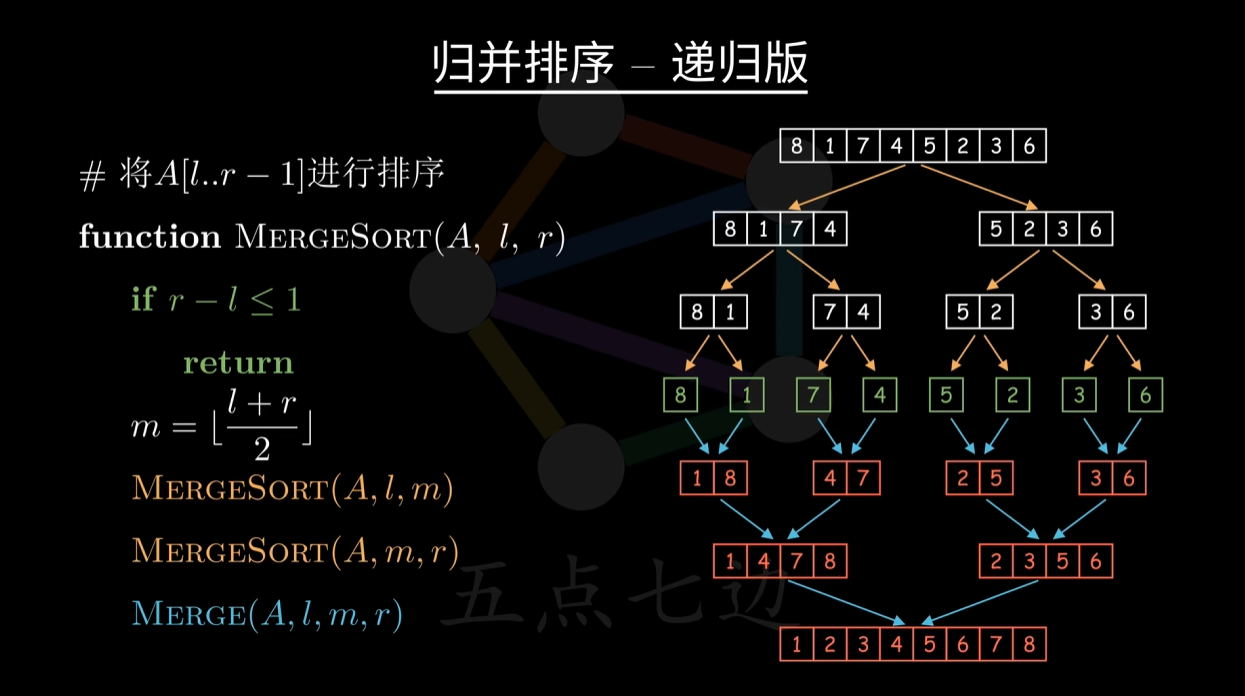 归并排序 – 递归版
# 将A[l..r − 1]进行排序
function MERGESORT(A, l, r)
if r − l ≤ 1
return
m = ⌊(l + r)/2⌋
MERGESORT(A, l, m)
MERGESORT(A, m, r)
MERGE(A, l, m, r)
8 1 7 4 5 2 3 6
8 1 7 4 5 2 3 6
8 1 7 4 5 2 3 6
8 1 7 4 5 2 3 6
1 8 4 7 2 5 3 6
1 4 7 8 2 3 5 6
1 2 3 4 5 6 7 8
五点七边